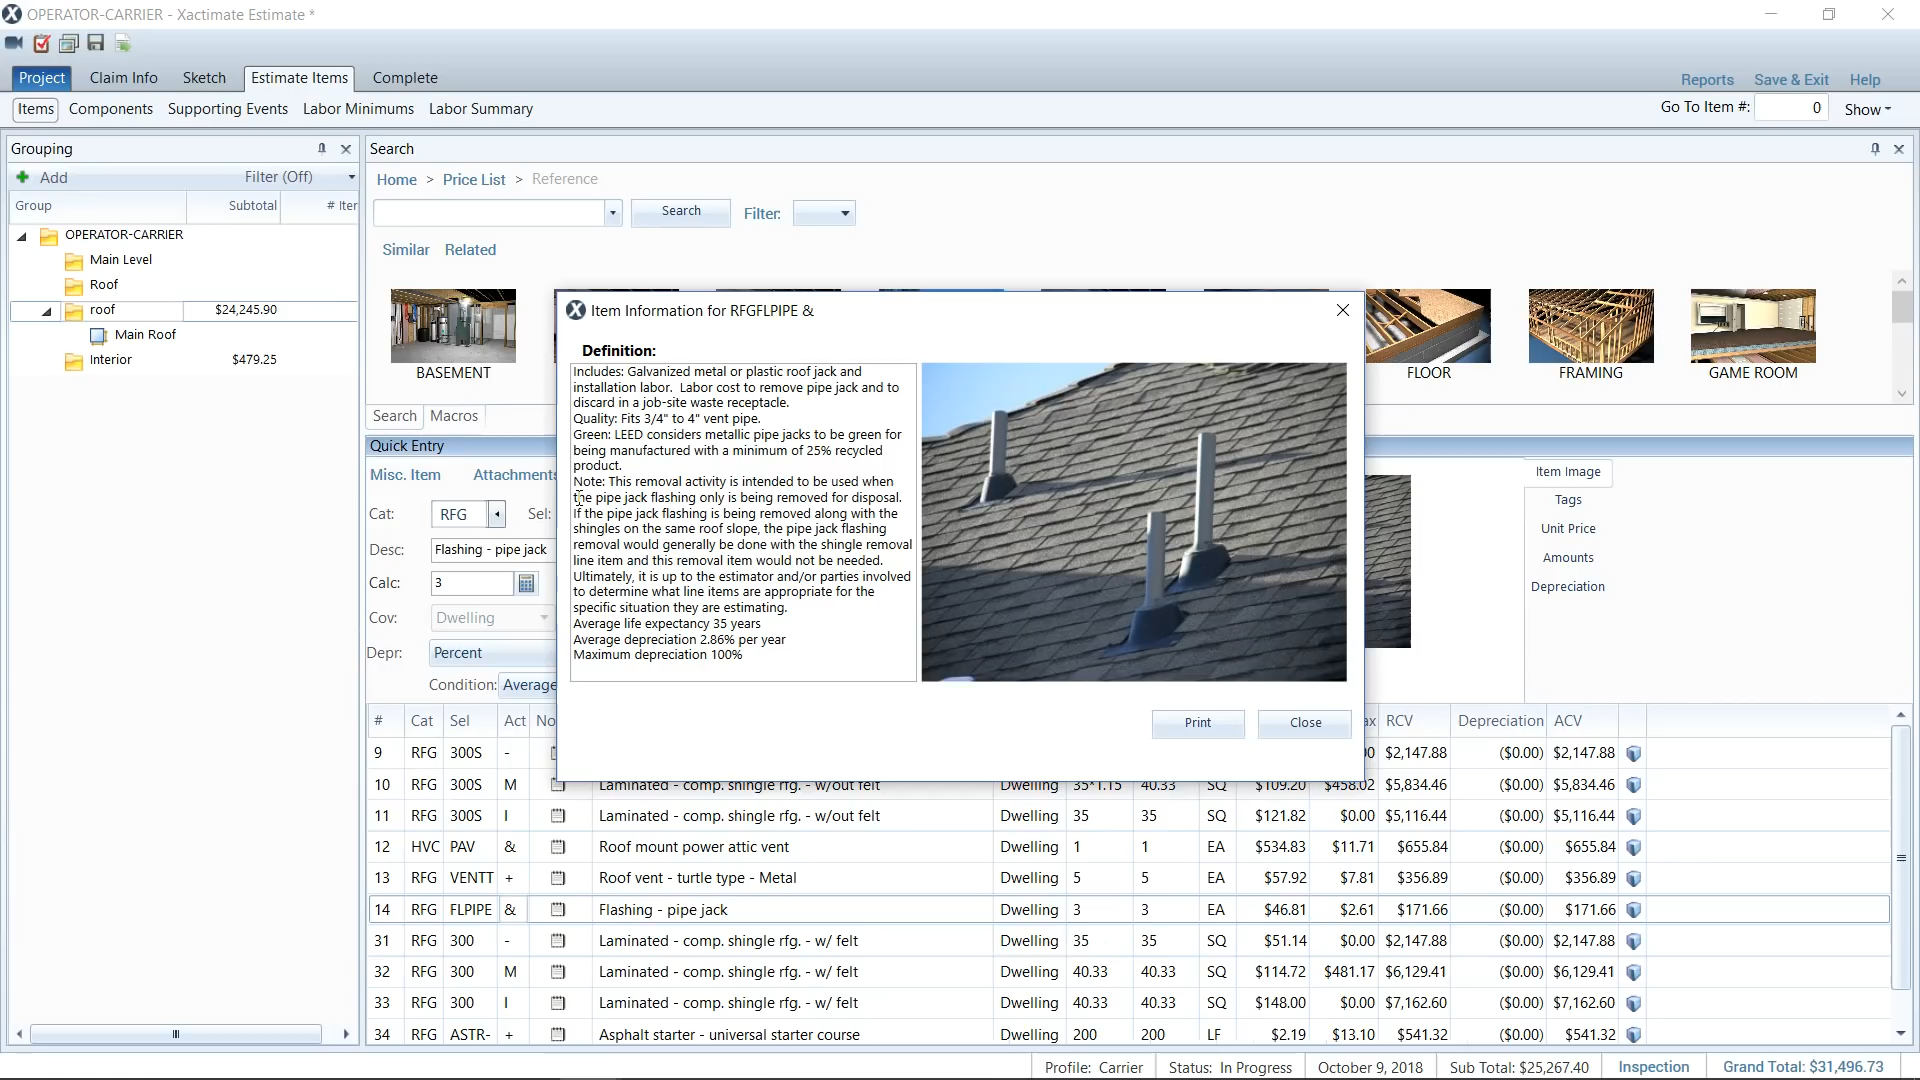 OPERATOR-CARRIER - Xactimate Estimate *
Project Claim Info Sketch Estimate Items Complete
Reports Save & Exit Help
Items Components Supporting Events Labor Minimums Labor Summary
Go To Item #: 0 Show
Grouping
Add Filter (Off)
Group Subtotal # Iter
OPERATOR-CARRIER
Main Level
Roof
roof $24,245.90
Main Roof
Interior $479.25
Search
Home > Price List > Reference
Search Filter:
Similar Related
BASEMENT
FLOOR
FRAMING
GAME ROOM
Search Macros
Quick Entry
Misc. Item Attachments
Cat: RFG Sel:
Desc: Flashing - pipe jack
Calc: 3
Cov: Dwelling
Depr: Percent
Condition: Average
Item Image
Tags
Unit Price
Amounts
Depreciation
Item Information for RFGFLPIPE &
Definition:
Includes: Galvanized metal or plastic roof jack and
installation labor. Labor cost to remove pipe jack and to
discard in a job-site waste receptacle.
Quality: Fits 3/4" to 4" vent pipe.
Green: LEED considers metallic pipe jacks to be green for
being manufactured with a minimum of 25% recycled
product.
Note: This removal activity is intended to be used when
the pipe jack flashing only is being removed for disposal.
If the pipe jack flashing is being removed along with the
shingles on the same roof slope, the pipe jack flashing
removal would generally be done with the shingle removal
line item and this removal item would not be needed.
Ultimately, it is up to the estimator and/or parties involved
to determine what line items are appropriate for the
specific situation they are estimating.
Average life expectancy 35 years
Average depreciation 2.86% per year
Maximum depreciation 100%
Print Close
# Cat Sel Act No ax RCV Depreciation ACV
9 RFG 300S - $2,147.88 ($0.00) $2,147.88
10 RFG 300S M Laminated - comp. shingle rfg. - w/out felt Dwelling 35*1.15 40.33 SQ $109.20 $458.02 $5,834.46 ($0.00) $5,834.46
11 RFG 300S I Laminated - comp. shingle rfg. - w/out felt Dwelling 35 35 SQ $121.82 $0.00 $5,116.44 ($0.00) $5,116.44
12 HVC PAV & Roof mount power attic vent Dwelling 1 1 EA $534.83 $11.71 $655.84 ($0.00) $655.84
13 RFG VENTT + Roof vent - turtle type - Metal Dwelling 5 5 EA $57.92 $7.81 $356.89 ($0.00) $356.89
14 RFG FLPIPE & Flashing - pipe jack Dwelling 3 3 EA $46.81 $2.61 $171.66 ($0.00) $171.66
31 RFG 300 - Laminated - comp. shingle rfg. - w/ felt Dwelling 35 35 SQ $51.14 $0.00 $2,147.88 ($0.00) $2,147.88
32 RFG 300 M Laminated - comp. shingle rfg. - w/ felt Dwelling 40.33 40.33 SQ $114.72 $481.17 $6,129.41 ($0.00) $6,129.41
33 RFG 300 I Laminated - comp. shingle rfg. - w/ felt Dwelling 40.33 40.33 SQ $148.00 $0.00 $7,162.60 ($0.00) $7,162.60
34 RFG ASTR- + Asphalt starter - universal starter course Dwelling 200 200 LF $2.19 $13.10 $541.32 ($0.00) $541.32
Profile: Carrier Status: In Progress October 9, 2018 Sub Total: $25,267.40 Inspection Grand Total: $31,496.73